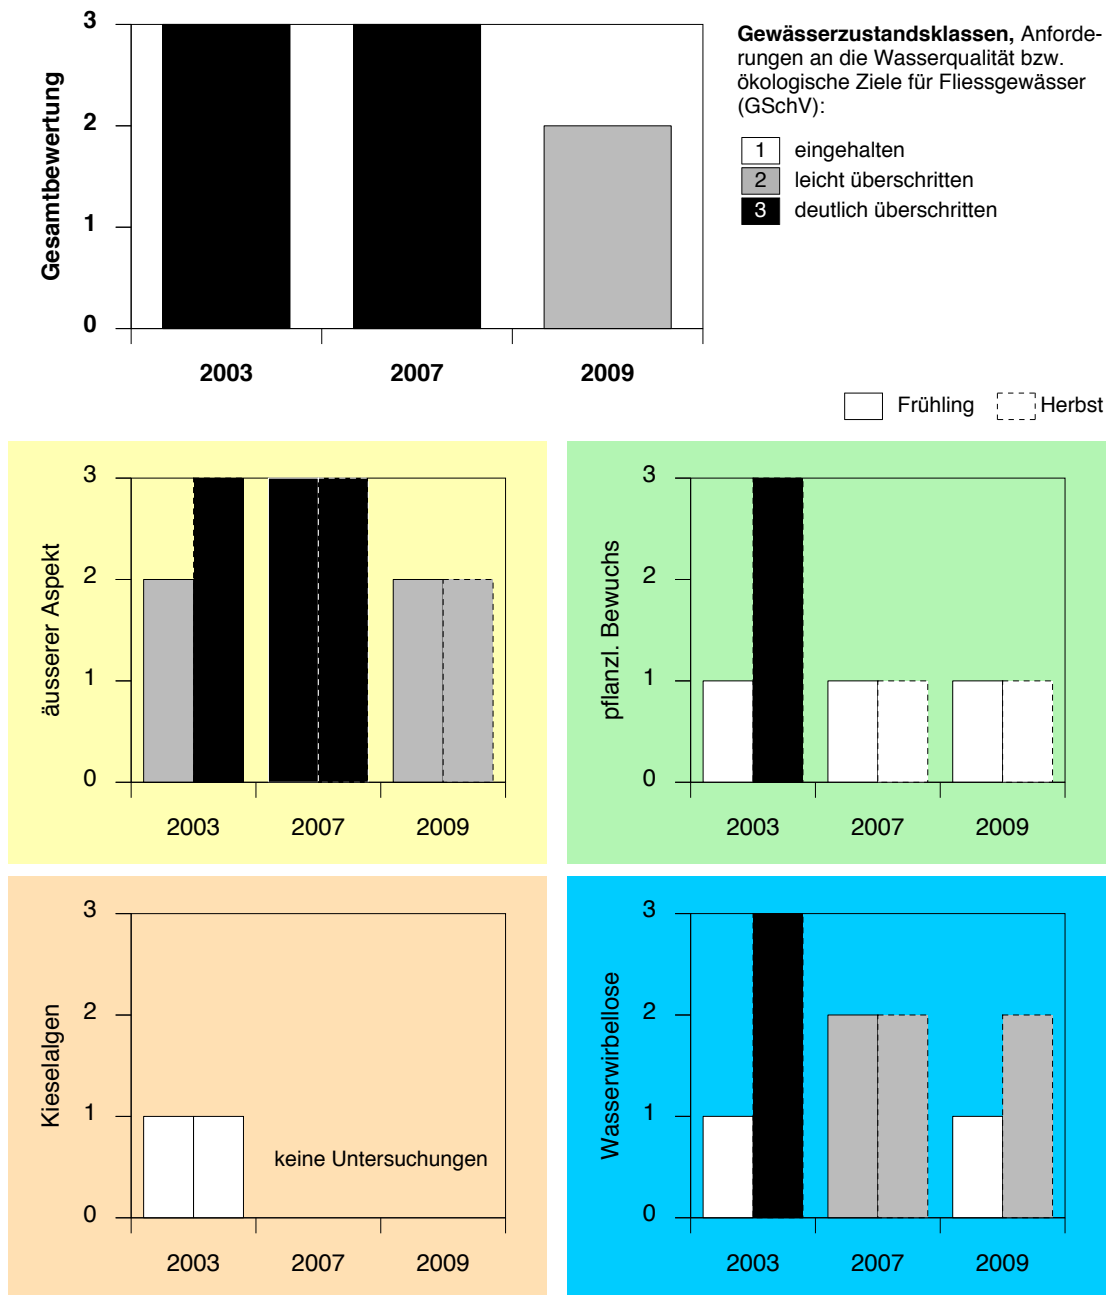 Gesamtbewertung
3
2
1
0
2003 2007 2009
Gewässerzustandsklassen, Anforde-
rungen an die Wasserqualität bzw.
ökologische Ziele für Fliessgewässer
(GSchV):
1 eingehalten
2 leicht überschritten
3 deutlich überschritten
Frühling Herbst
äusserer Aspekt
3
2
1
0
2003 2007 2009
pflanzl. Bewuchs
3
2
1
0
2003 2007 2009
Kieselalgen
3
2
1
0
keine Untersuchungen
2003 2007 2009
Wasserwirbellose
3
2
1
0
2003 2007 2009